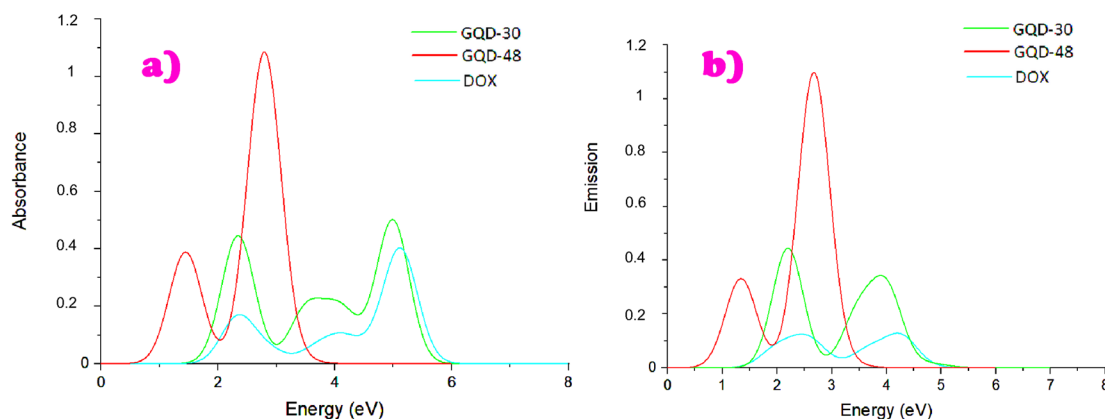 a)
GQD-30
GQD-48
DOX
Absorbance
1.2
1
0.8
0.6
0.4
0.2
0
0 2 4 6 8
Energy (eV)
b)
GQD-30
GQD-48
DOX
Emission
1.2
1
0.8
0.6
0.4
0.2
0
0 1 2 3 4 5 6 7 8
Energy (eV)